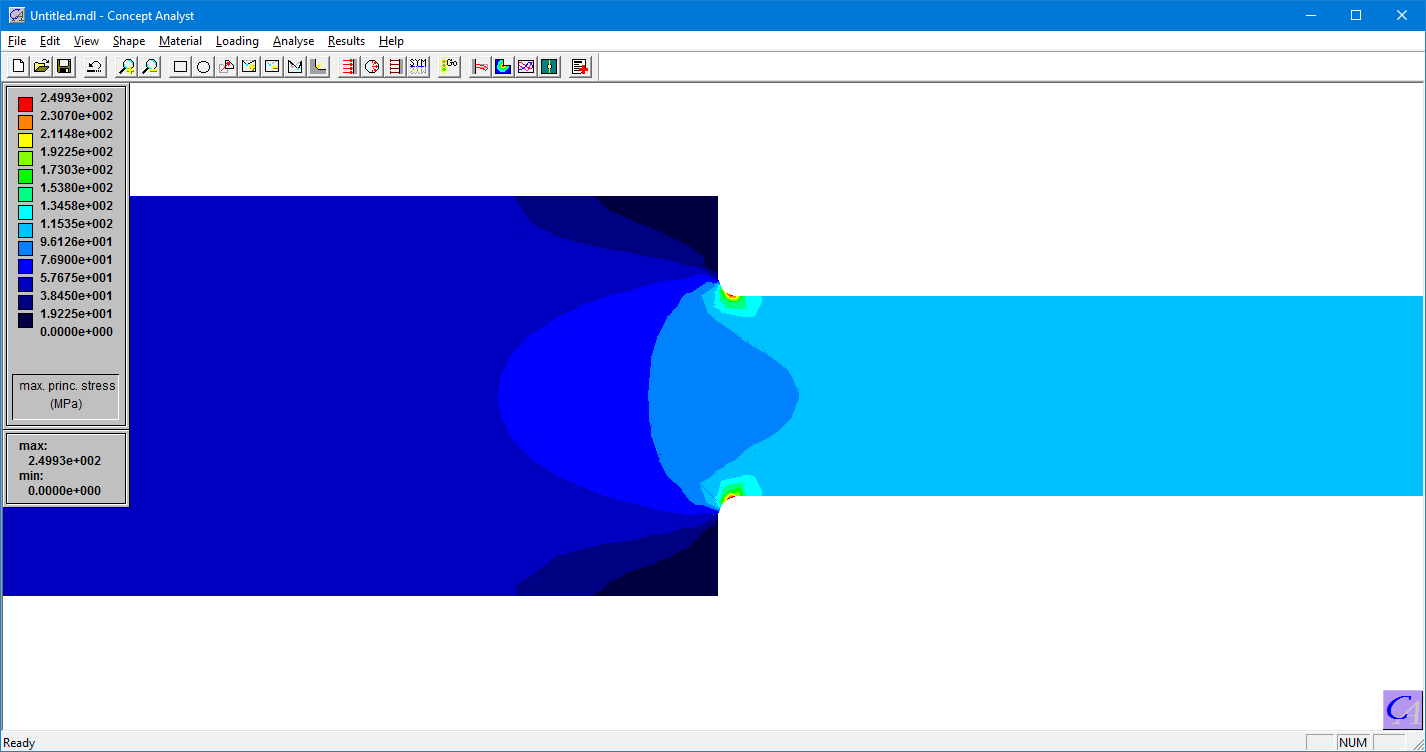 Untitled.mdl - Concept Analyst
File Edit View Shape Material Loading Analyse Results Help
SYM
Go
2.4993e+002
2.3070e+002
2.1148e+002
1.9225e+002
1.7303e+002
1.5380e+002
1.3458e+002
1.1535e+002
9.6126e+001
7.6900e+001
5.7675e+001
3.8450e+001
1.9225e+001
0.0000e+000
max. princ. stress
(MPa)
max:
2.4993e+002
min:
0.0000e+000
CA
Ready NUM